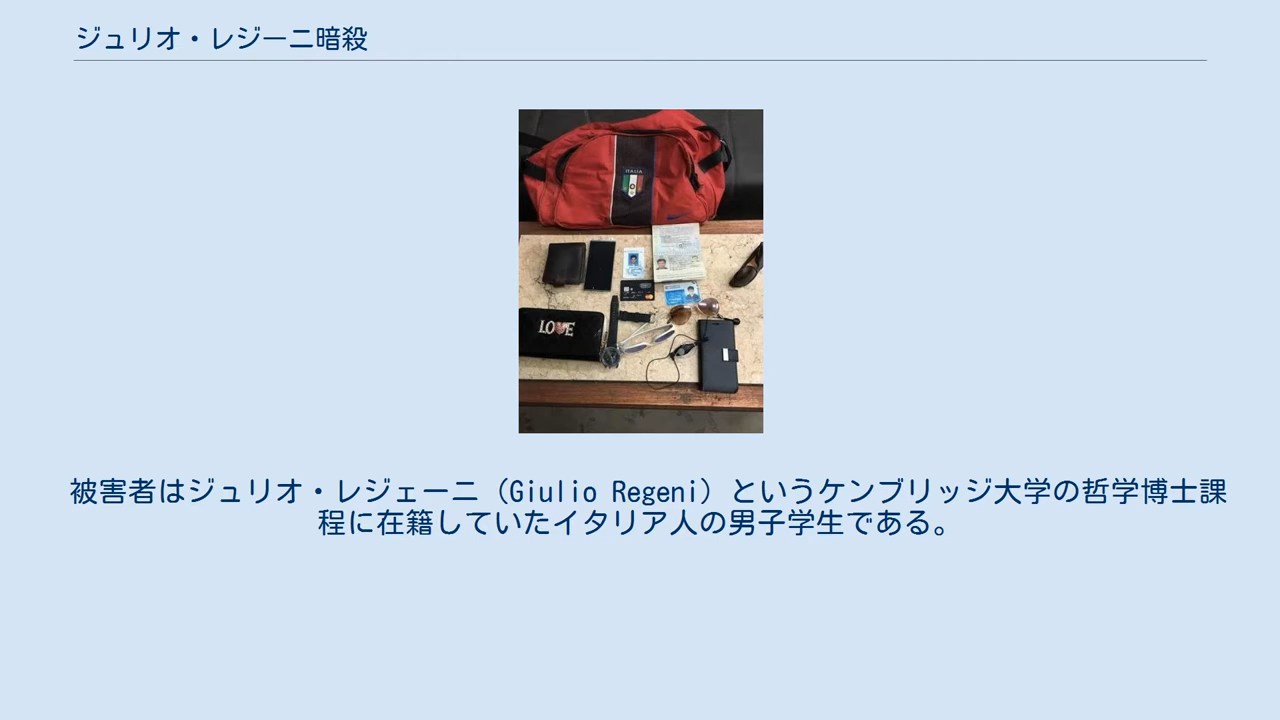 ジュリオ・レジーニ暗殺
ITALIA
LOVE
被害者はジュリオ・レジェーニ（Giulio Regeni）というケンブリッジ大学の哲学博士課
程に在籍していたイタリア人の男子学生である。